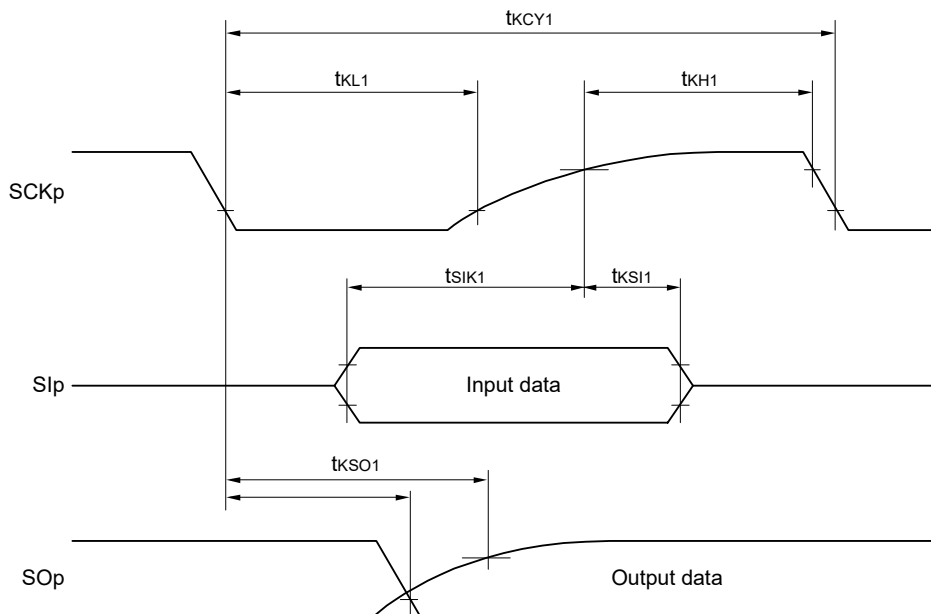 tKCY1
tKL1
tKH1
SCKp
tSIK1
tKSI1
SIp
Input data
tKSO1
SOp
Output data